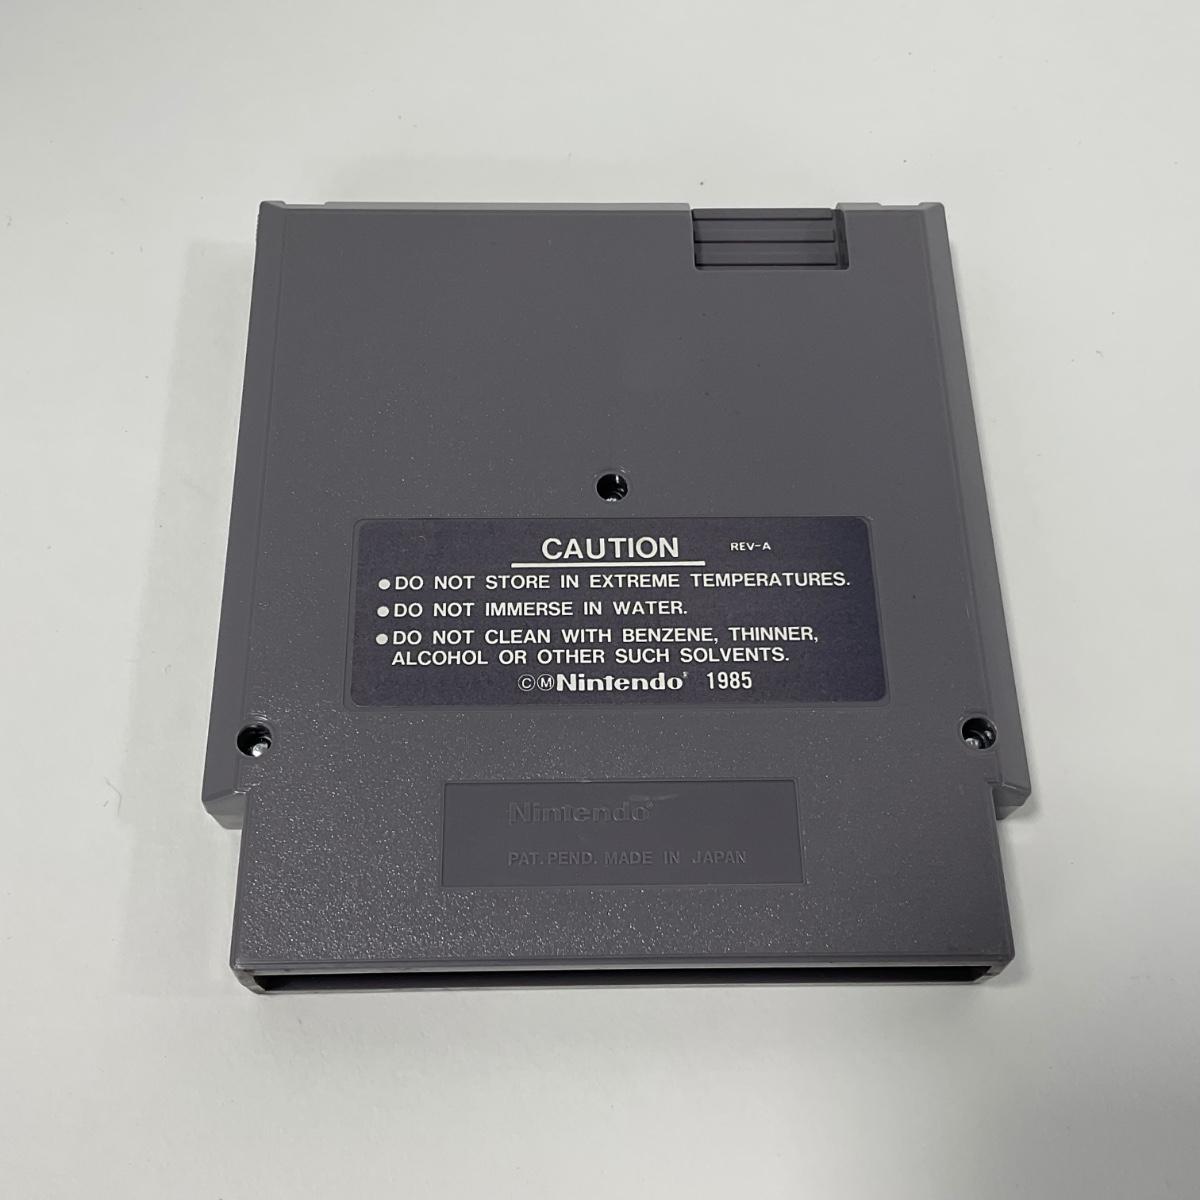 CAUTION REV-A
●DO NOT STORE IN EXTREME TEMPERATURES.
●DO NOT IMMERSE IN WATER.
●DO NOT CLEAN WITH BENZENE, THINNER,
ALCOHOL OR OTHER SUCH SOLVENTS.
ⒸⓂNintendo® 1985
Nintendo®
PAT. PEND. MADE IN JAPAN